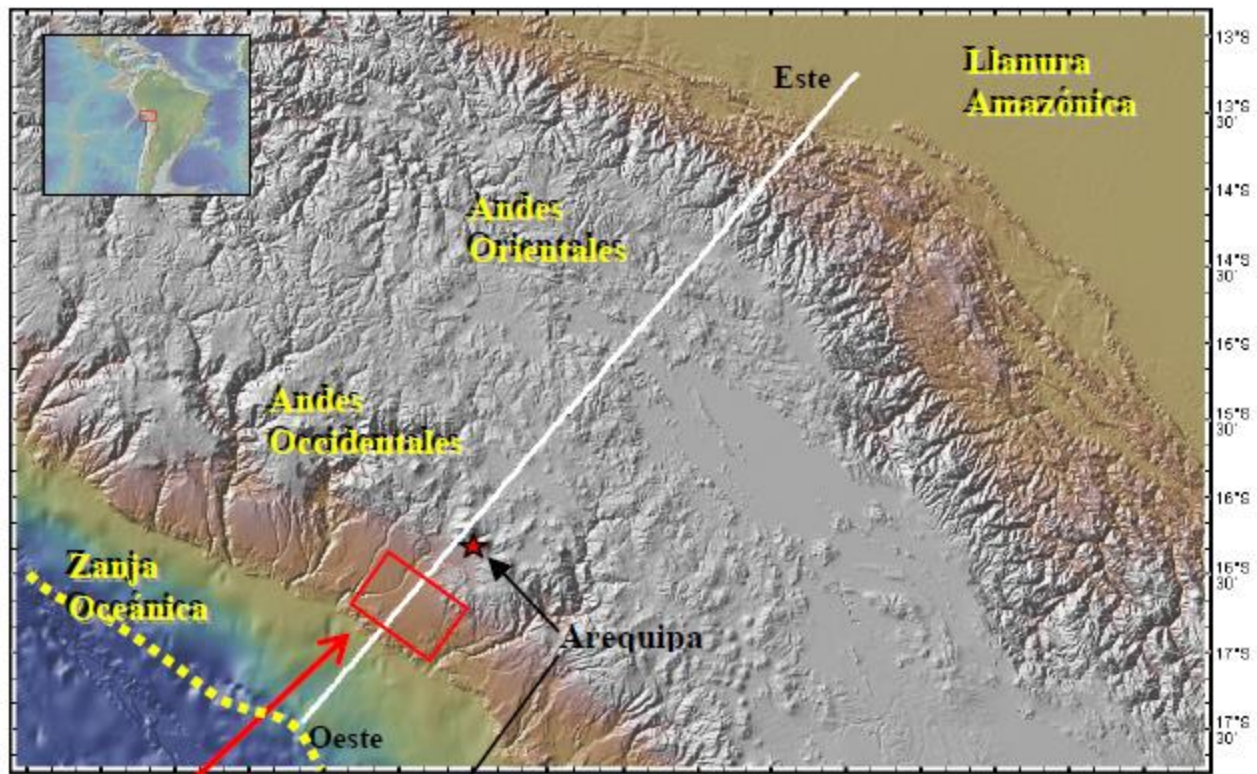 13°S
Este
Llanura
Amazónica
13°S
30'
14°S
Andes
Orientales
14°S
30'
15°S
Andes
Occidentales
15°S
30'
16°S
Zanja
Oceánica
16°S
30'
Arequipa
17°S
Oeste
17°S
30'